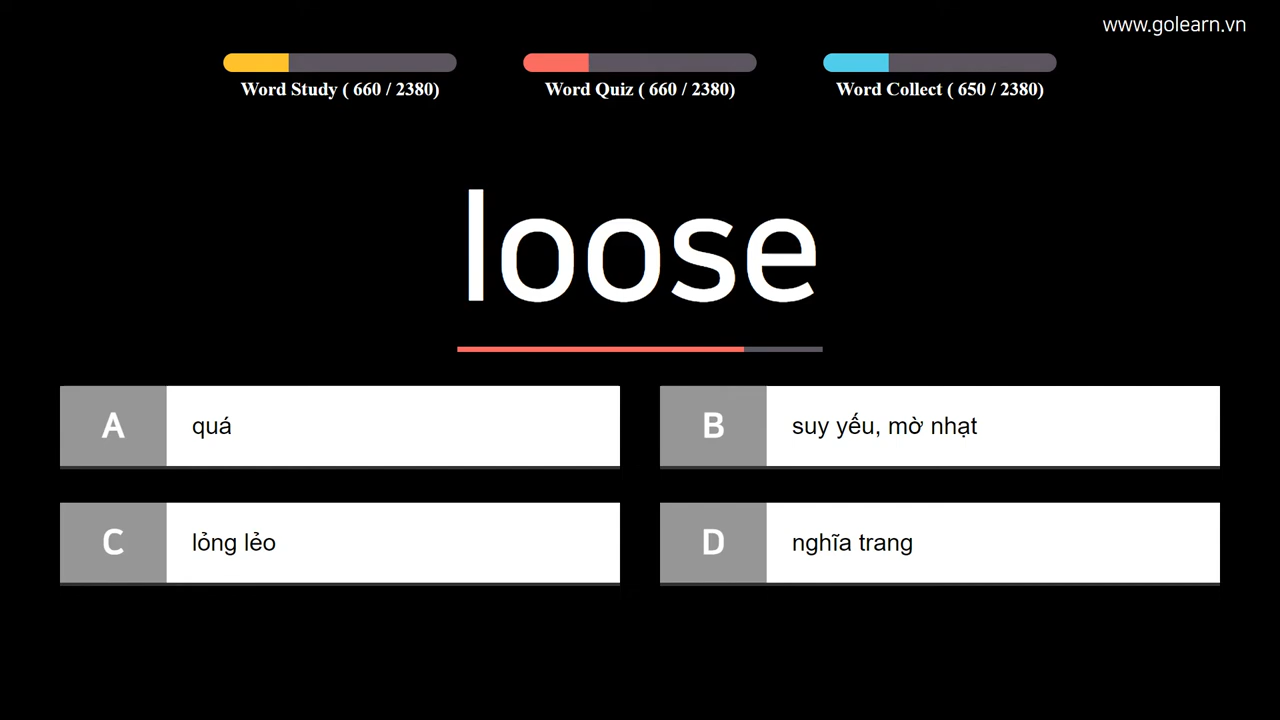 www.golearn.vn
Word Study ( 660 / 2380)
Word Quiz ( 660 / 2380)
Word Collect ( 650 / 2380)
loose
A quá
B suy yếu, mờ nhạt
C lỏng lẻo
D nghĩa trang